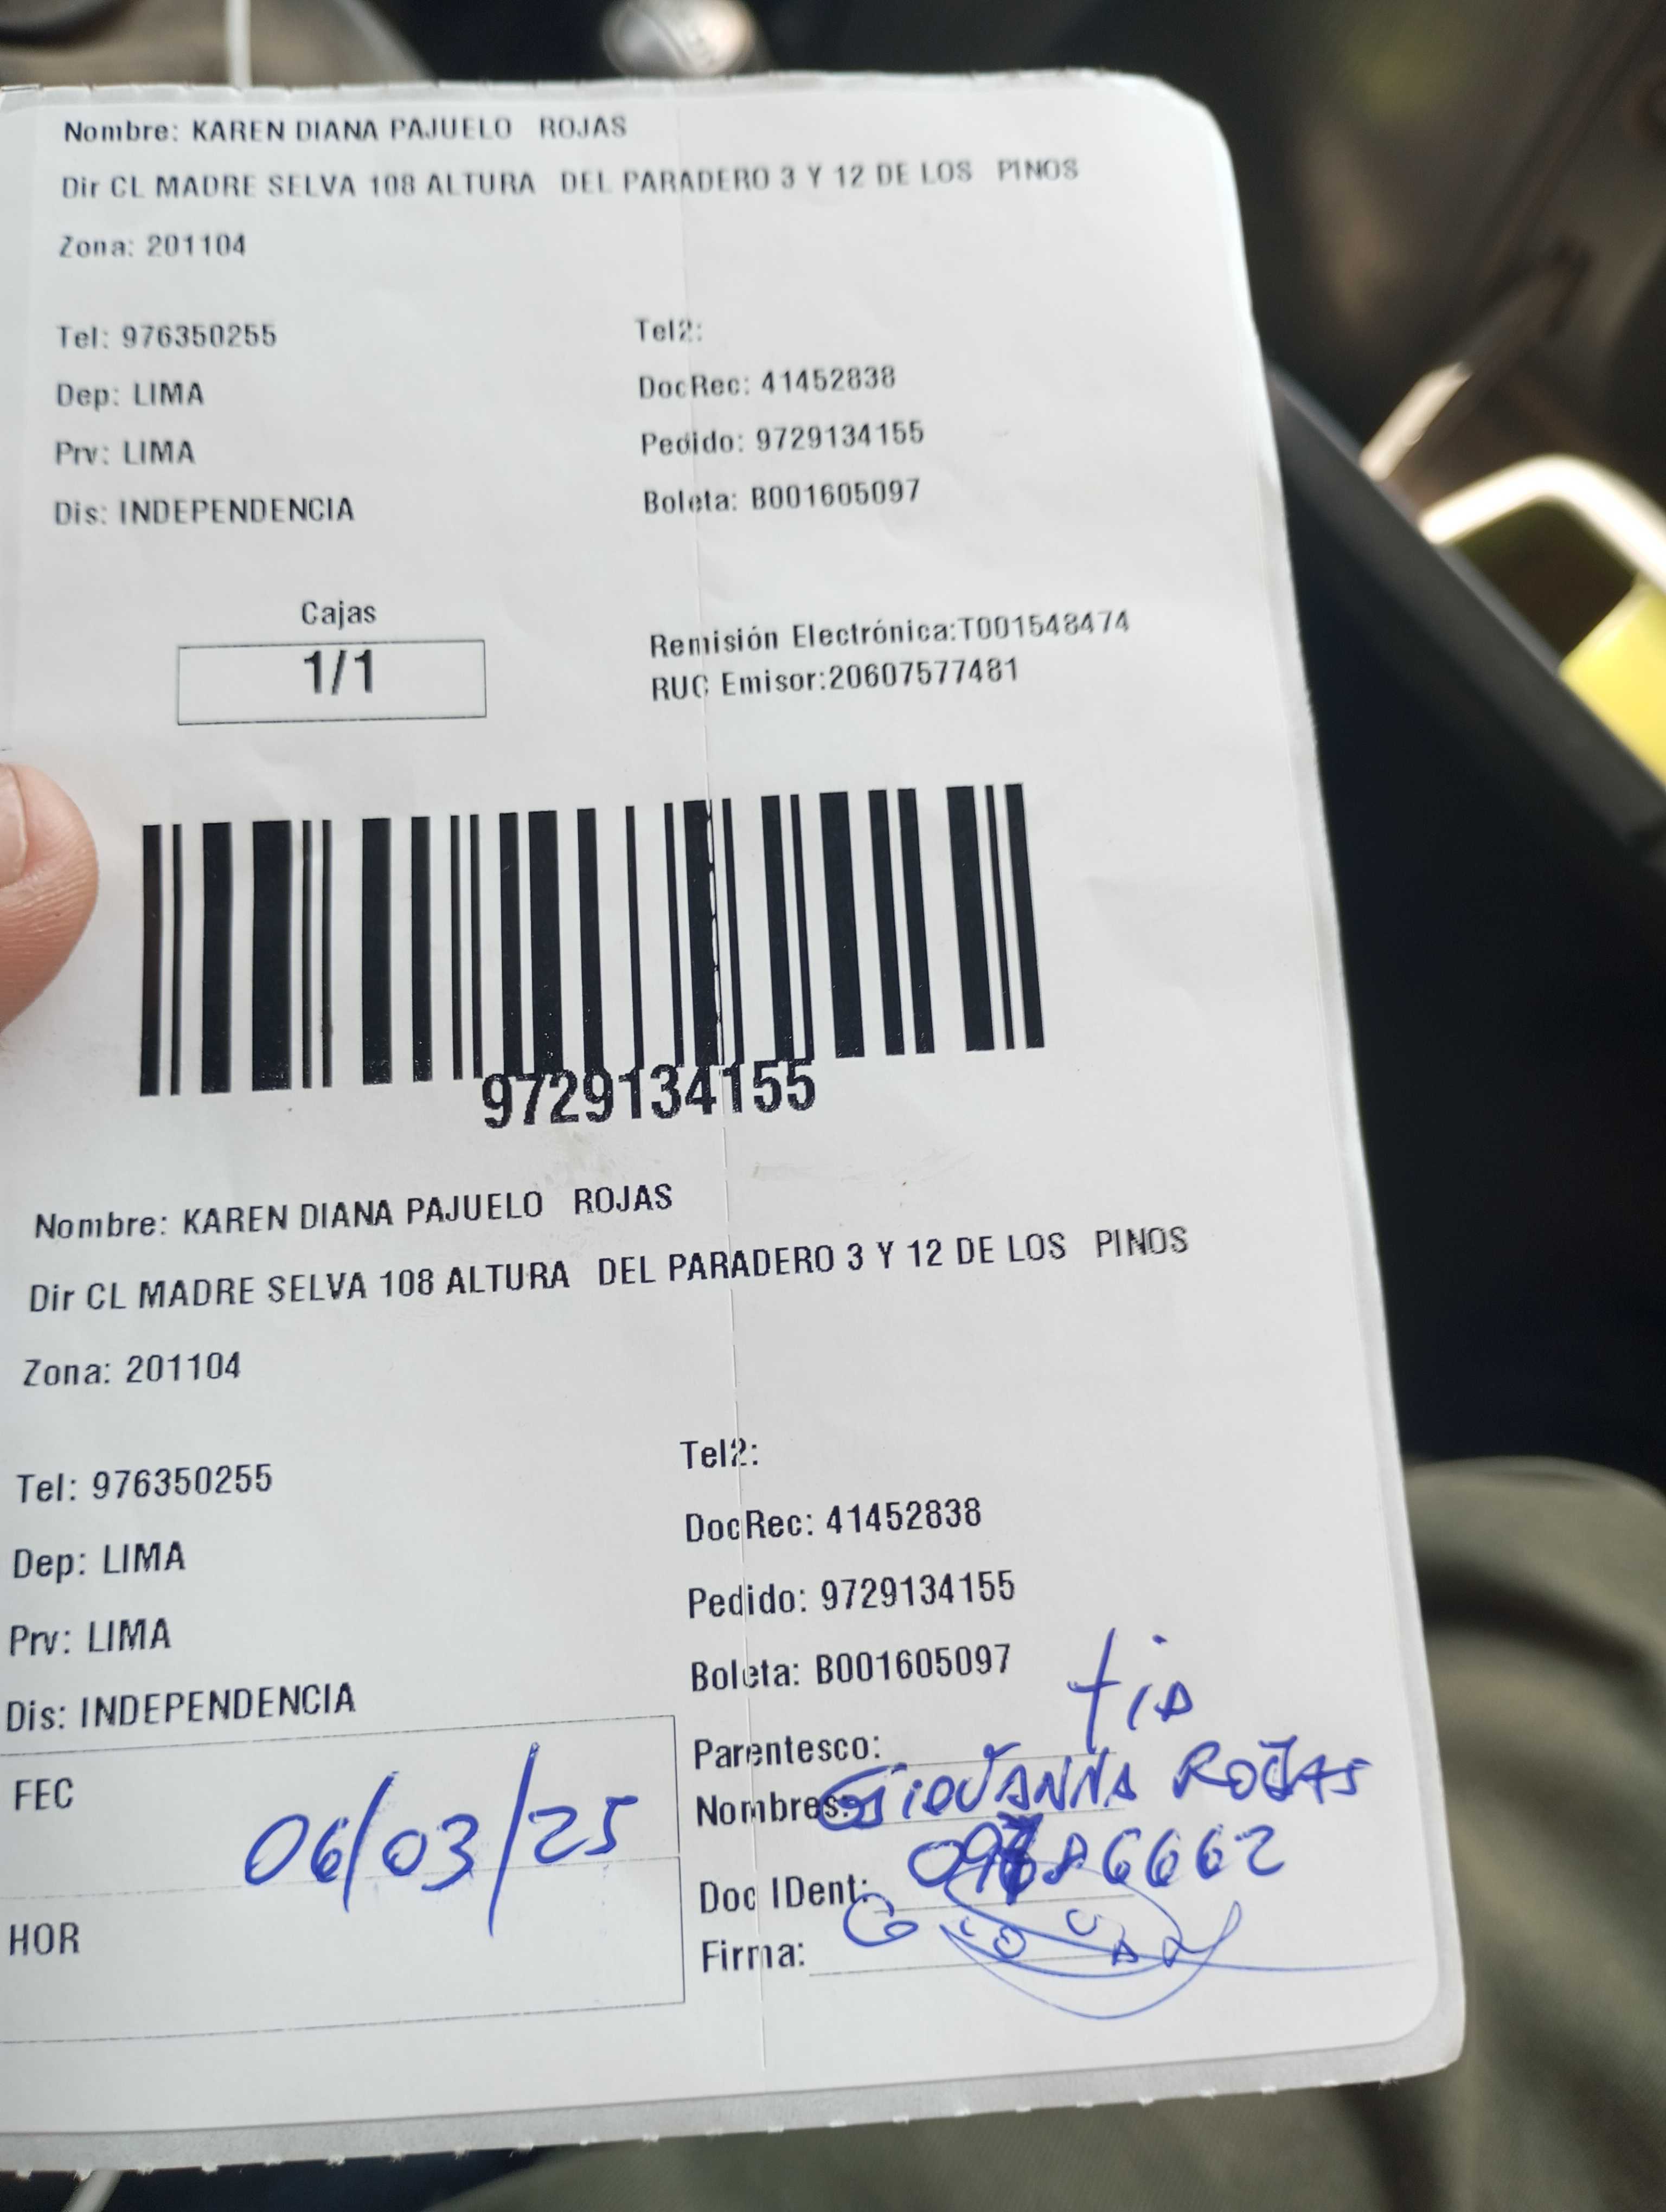 Nombre: KAREN DIANA PAJUELO ROJAS
Dir CL MADRE SELVA 108 ALTURA DEL PARADERO 3 Y 12 DE LOS PINOS
Zona: 201104
Tel: 976350255 Tel2:
Dep: LIMA DocRec: 41452838
Prv: LIMA Pedido: 9729134155
Dis: INDEPENDENCIA Boleta: B001605097
Cajas
1/1
Remisión Electrónica:T001548474
RUC Emisor:20607577481
9729134155
Nombre: KAREN DIANA PAJUELO ROJAS
Dir CL MADRE SELVA 108 ALTURA DEL PARADERO 3 Y 12 DE LOS PINOS
Zona: 201104
Tel: 976350255 Tel2:
Dep: LIMA DocRec: 41452838
Prv: LIMA Pedido: 9729134155
Dis: INDEPENDENCIA Boleta: B001605097
FEC 06/03/25
HOR
Parentesco: tia
Nombres: GIOVANNA ROJAS
Doc IDent:
Firma: